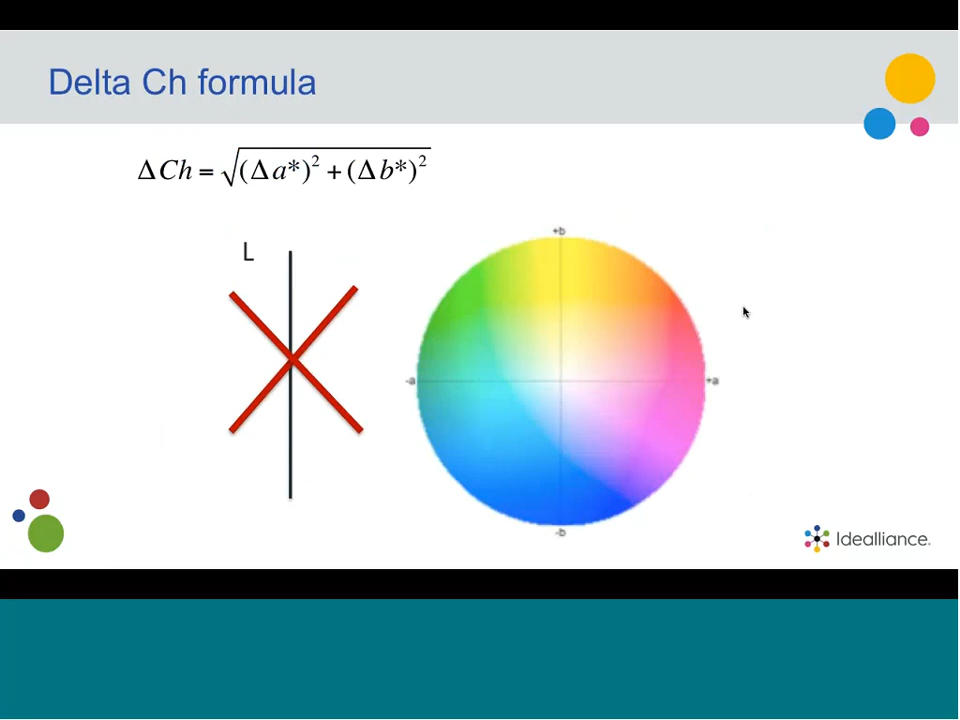 Delta Ch formula
ΔCh = √(Δa*)² + (Δb*)²
L
+b
-a
+a
-b
Idealliance.